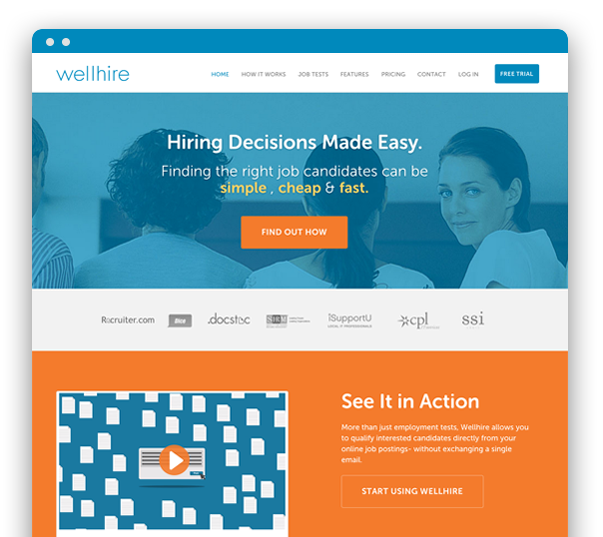 wellhire
HOME HOW IT WORKS JOB TESTS FEATURES PRICING CONTACT LOG IN FREE TRIAL
Hiring Decisions Made Easy.
Finding the right job candidates can be
simple , cheap & fast.
FIND OUT HOW
Recruiter.com Dice .docstoc SHRM iSupportU cpl ssi
See It in Action
More than just employment tests, Wellhire allows you
to qualify interested candidates directly from your
online job postings- without exchanging a single
email.
START USING WELLHIRE